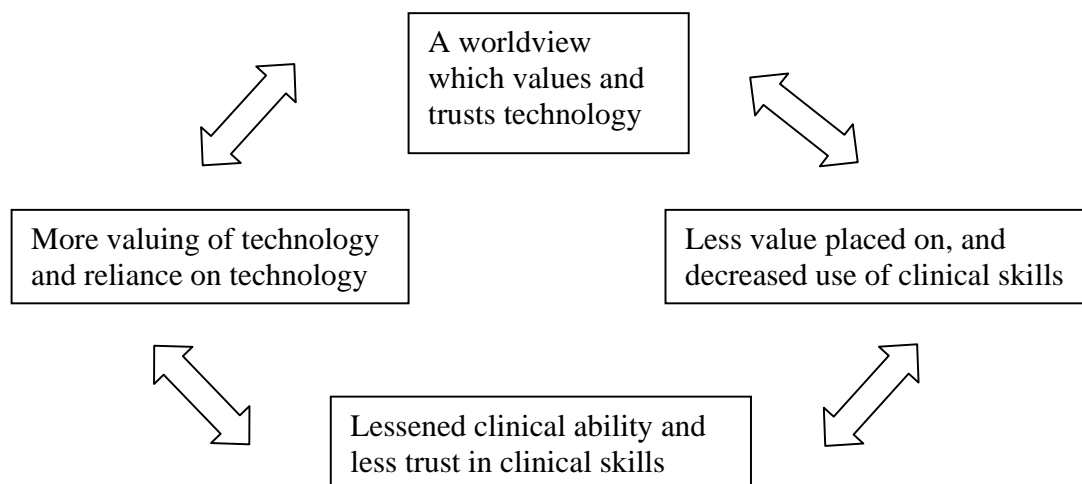 A worldview
which values and
trusts technology
More valuing of technology
and reliance on technology
Less value placed on, and
decreased use of clinical skills
Lessened clinical ability and
less trust in clinical skills